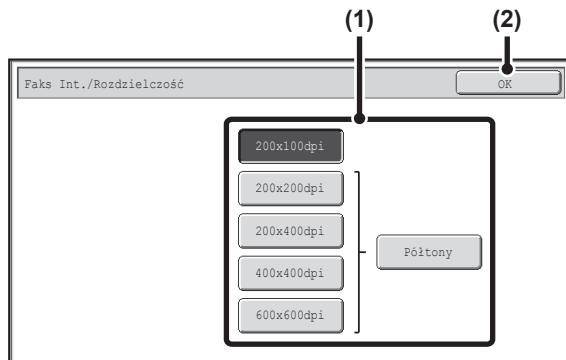 (1)
(2)
Faks Int./Rozdzielczość
OK
200x100dpi
200x200dpi
200x400dpi
Półtony
400x400dpi
600x600dpi